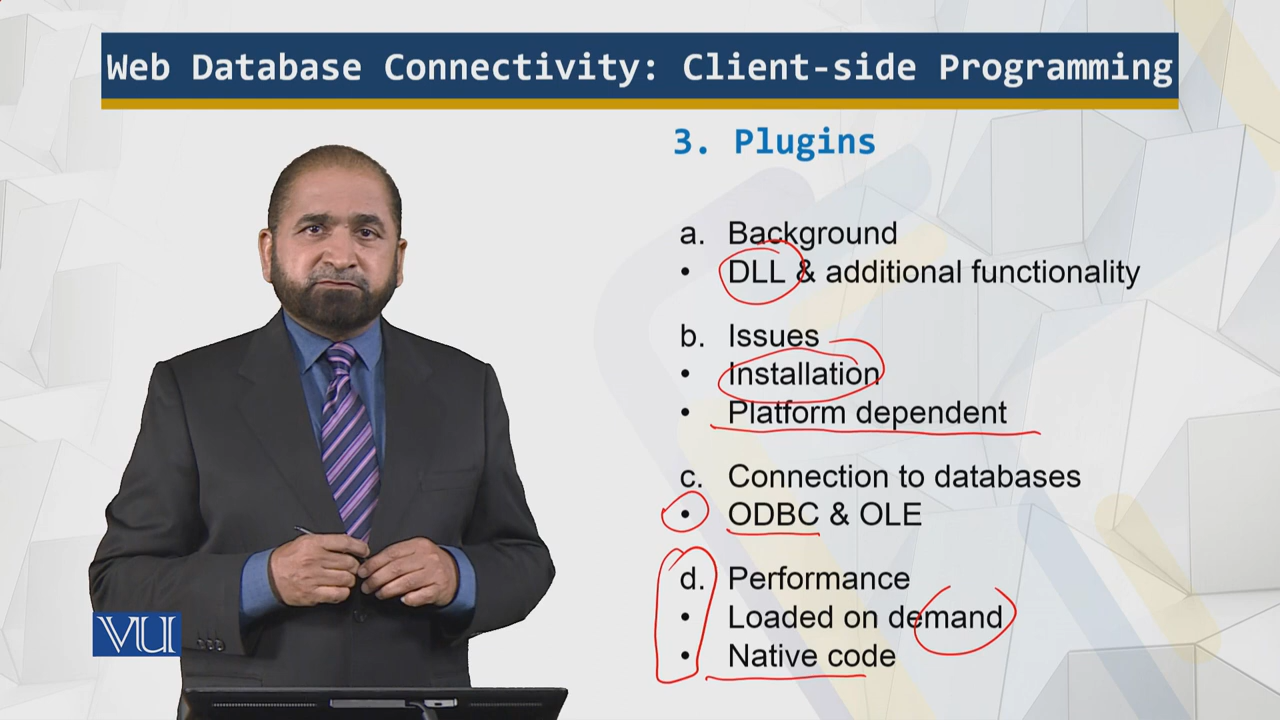 Web Database Connectivity: Client-side Programming
3. Plugins
a. Background
• DLL & additional functionality
b. Issues
• Installation
• Platform dependent
c. Connection to databases
• ODBC & OLE
d. Performance
• Loaded on demand
• Native code
VU